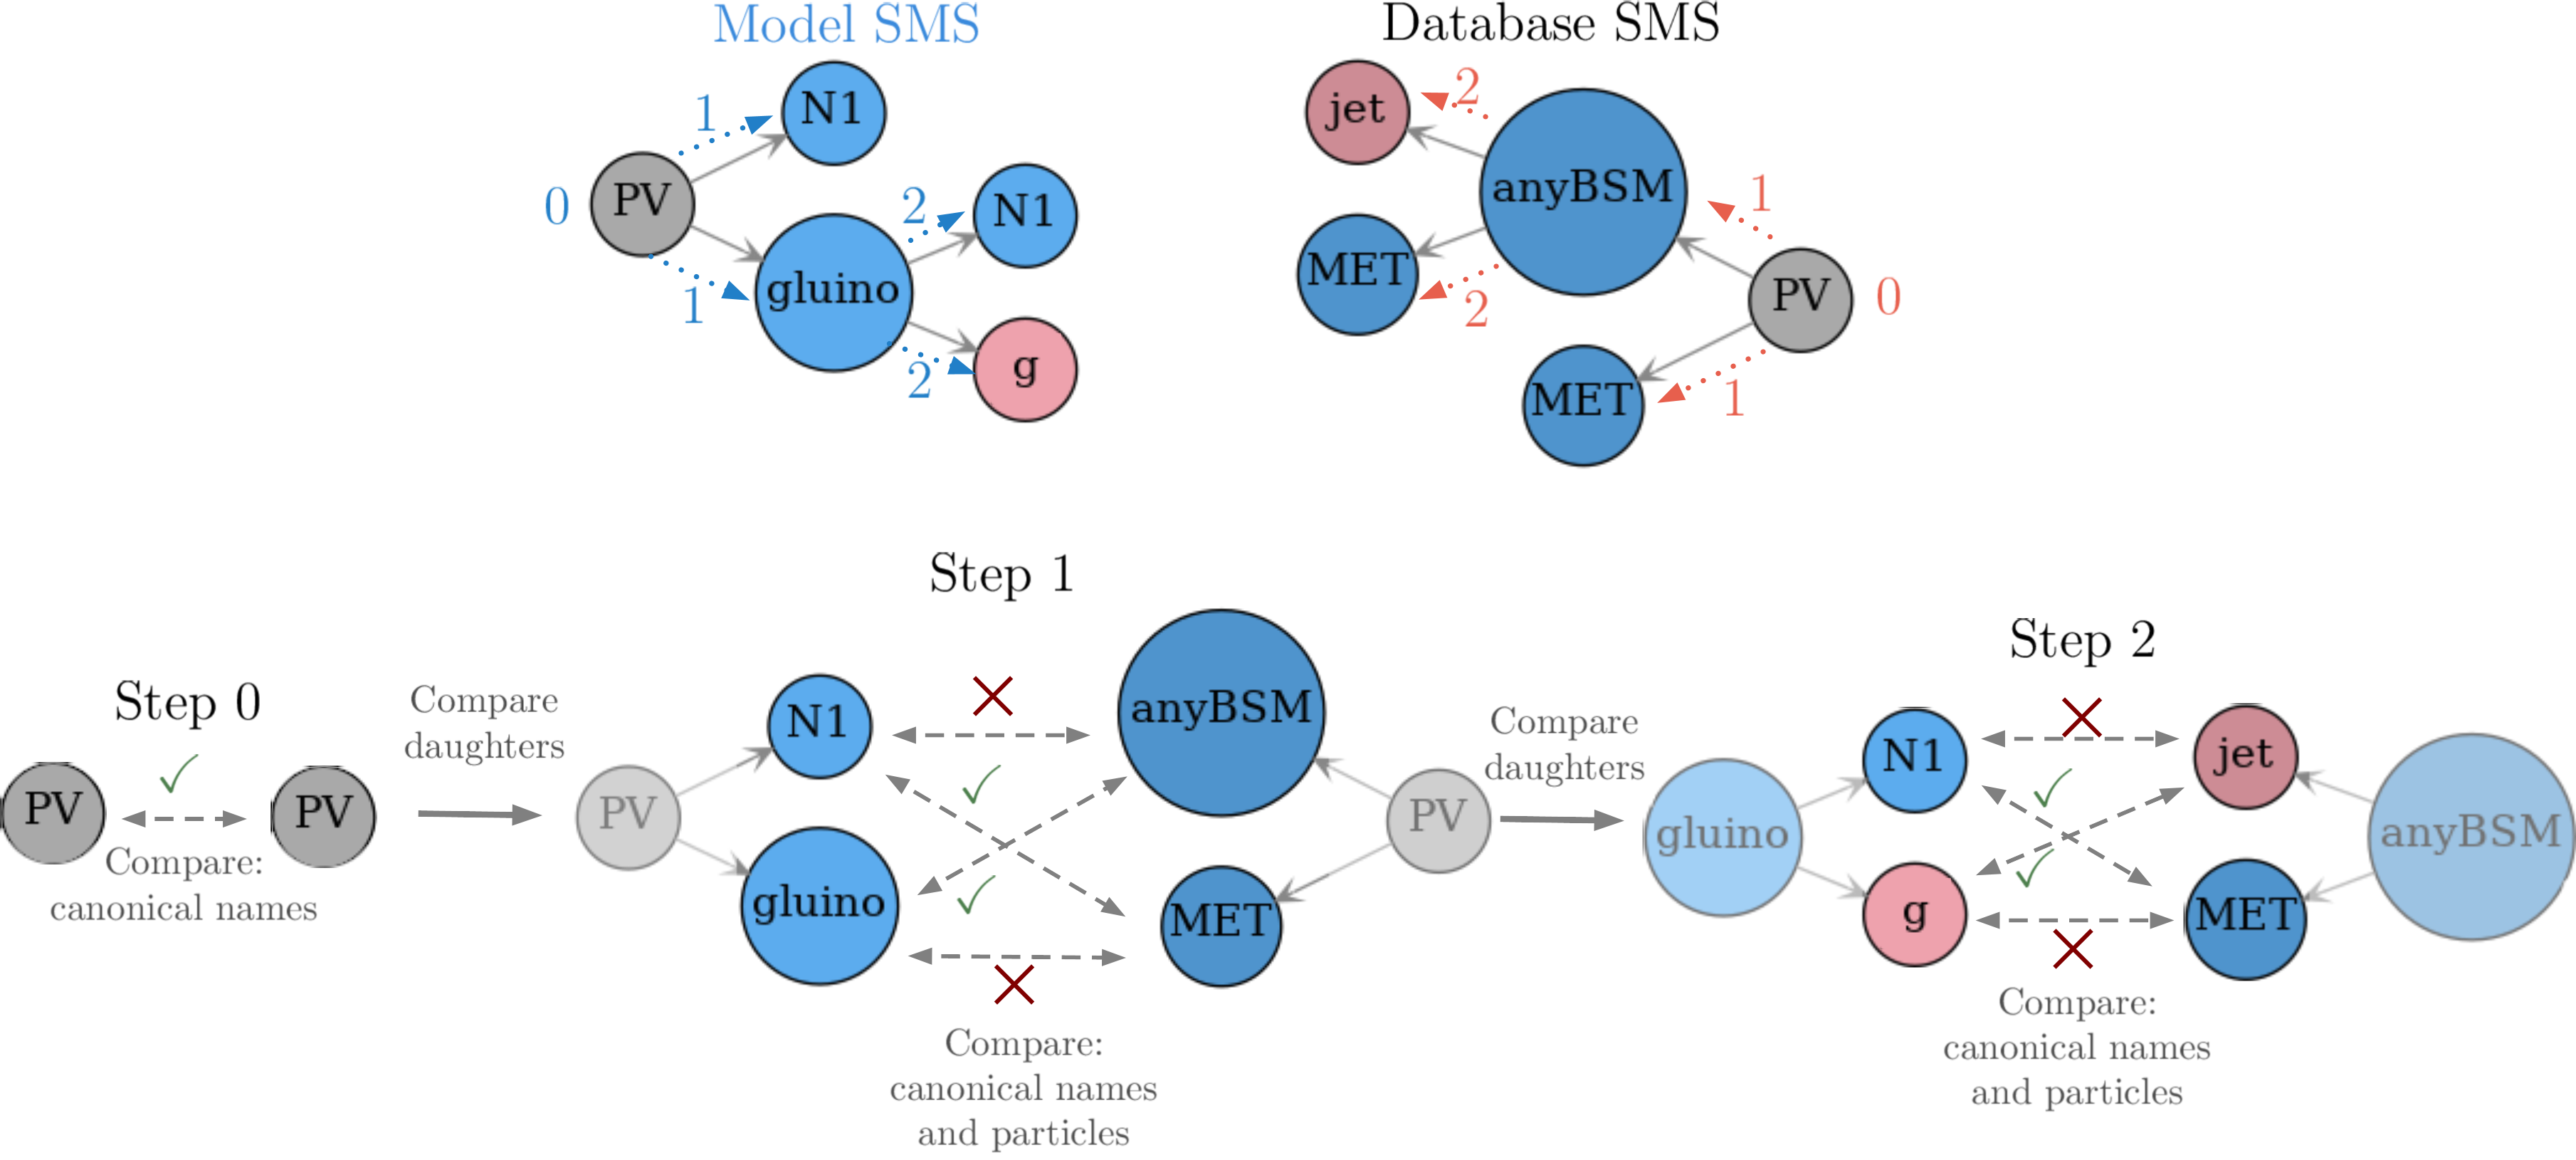 Model SMS
Database SMS
N1
1
PV
0
1
gluino
2
N1
2
g
jet
2
anyBSM
MET
2
1
PV
0
MET
1
Step 0
PV
PV
Compare:
canonical names
Compare
daughters
Step 1
PV
N1
gluino
anyBSM
MET
PV
Compare:
canonical names
and particles
Compare
daughters
Step 2
gluino
N1
g
jet
MET
anyBSM
Compare:
canonical names
and particles